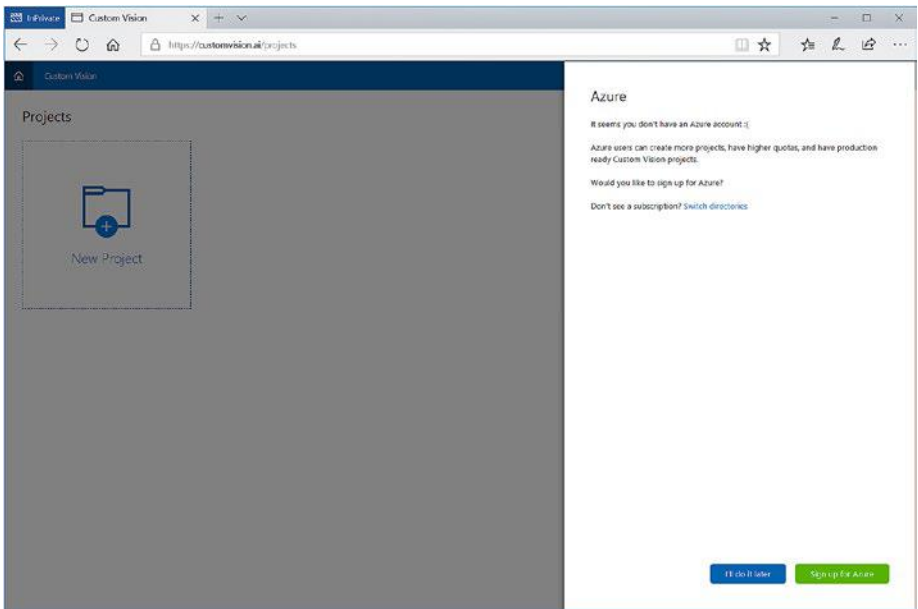 InPrivate
Custom Vision
https://customvision.ai/projects
Custom Vision
Projects
New Project
Azure
It seems you don't have an Azure account :(
Azure users can create more projects, have higher quotas, and have production
ready Custom Vision projects.
Would you like to sign up for Azure?
Don't see a subscription? Switch directories
I'll do it later
Sign up for Azure